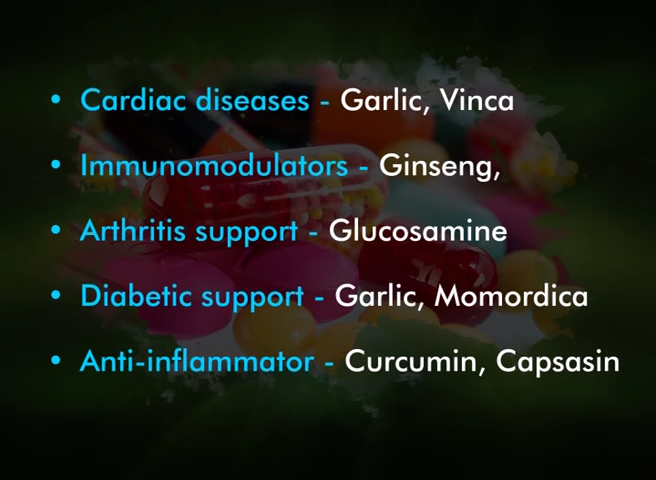 • Cardiac diseases - Garlic, Vinca
• Immunomodulators - Ginseng,
• Arthritis support - Glucosamine
• Diabetic support - Garlic, Momordica
• Anti-inflammator - Curcumin, Capsasin